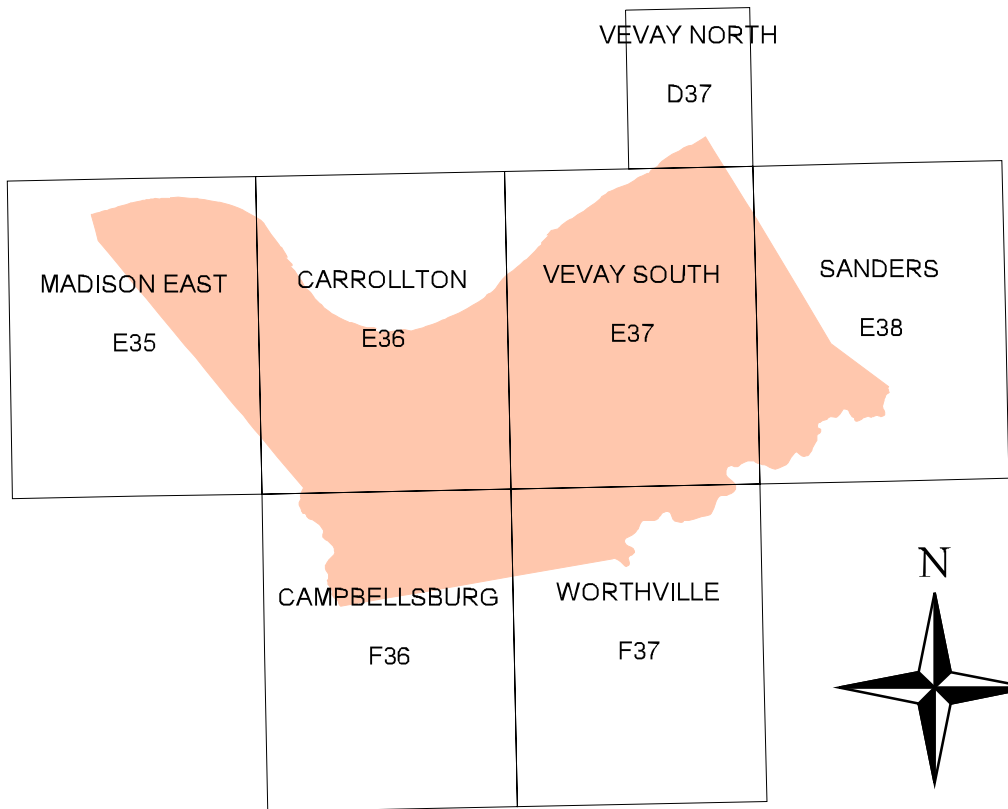 VEVAY NORTH
D37
MADISON EAST
E35
CARROLLTON
E36
VEVAY SOUTH
E37
SANDERS
E38
CAMPBELLSBURG
F36
WORTHVILLE
F37
N